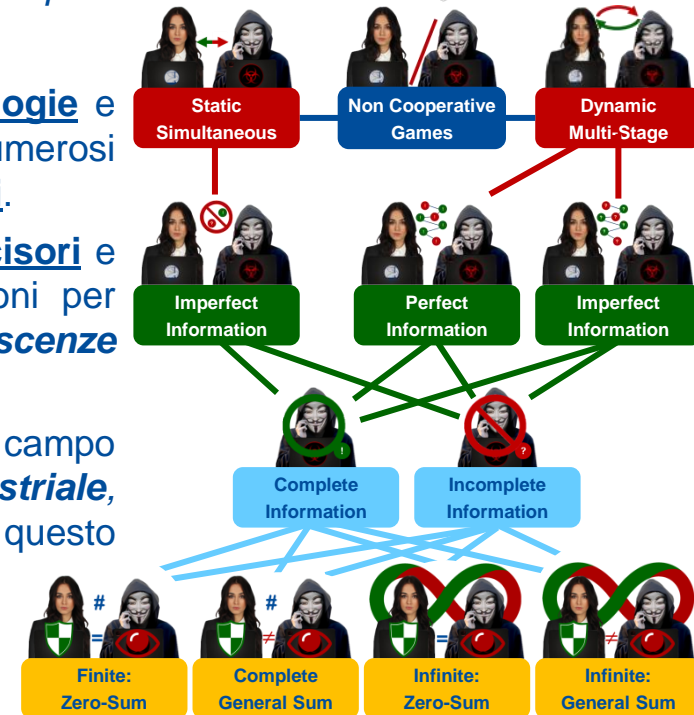 ogie e
umerosi
cisori e
oni per
scenze
campo
striale,
questo
Static
Simultaneous
Non Cooperative
Games
Dynamic
Multi-Stage
Imperfect
Information
Perfect
Information
Imperfect
Information
!
?
Complete
Information
Incomplete
Information
#
=
#
≠
=
≠
Finite:
Zero-Sum
Complete
General Sum
Infinite:
Zero-Sum
Infinite:
General Sum